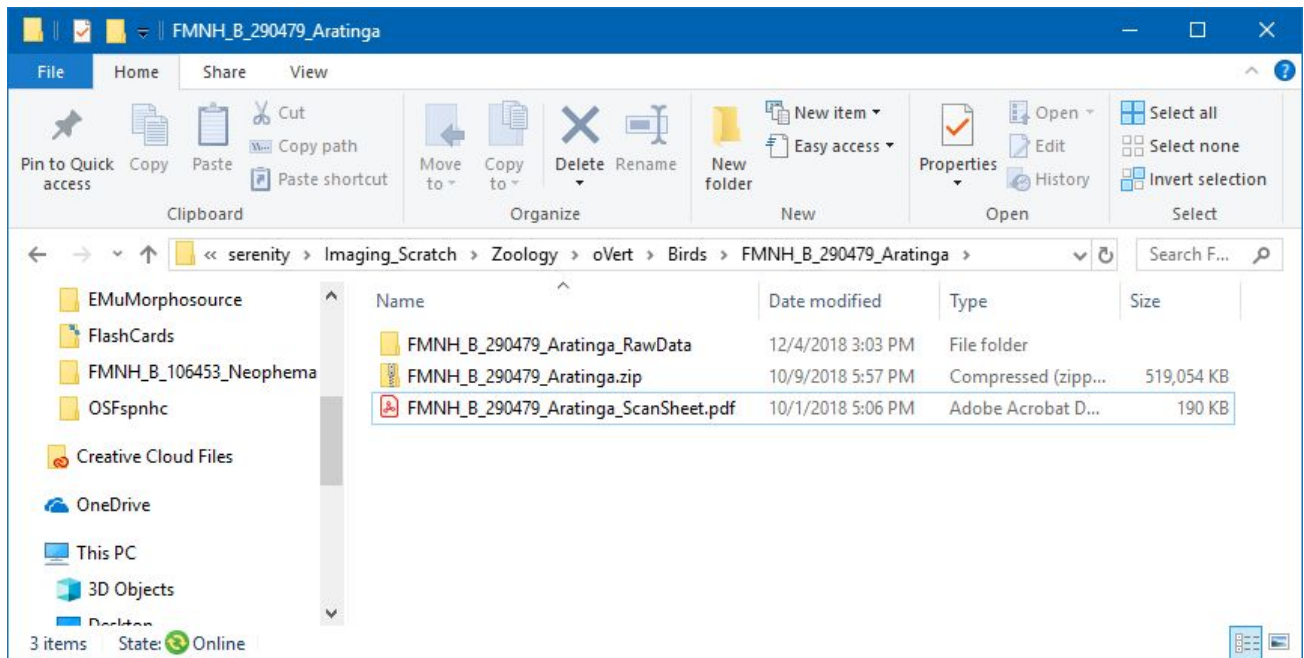 FMNH_B_290479_Aratinga
File Home Share View
Pin to Quick access
Copy
Paste
Cut
Copy path
Paste shortcut
Clipboard
Move to
Copy to
Delete
Rename
Organize
New folder
New item
Easy access
New
Properties
Open
Edit
History
Open
Select all
Select none
Invert selection
Select
« serenity > Imaging_Scratch > Zoology > oVert > Birds > FMNH_B_290479_Aratinga >
Search F...
EMuMorphosource
FlashCards
FMNH_B_106453_Neophema
OSFspnhc
Creative Cloud Files
OneDrive
This PC
3D Objects
Desktop
Name Date modified Type Size
FMNH_B_290479_Aratinga_RawData 12/4/2018 3:03 PM File folder
FMNH_B_290479_Aratinga.zip 10/9/2018 5:57 PM Compressed (zipp... 519,054 KB
FMNH_B_290479_Aratinga_ScanSheet.pdf 10/1/2018 5:06 PM Adobe Acrobat D... 190 KB
3 items State: Online